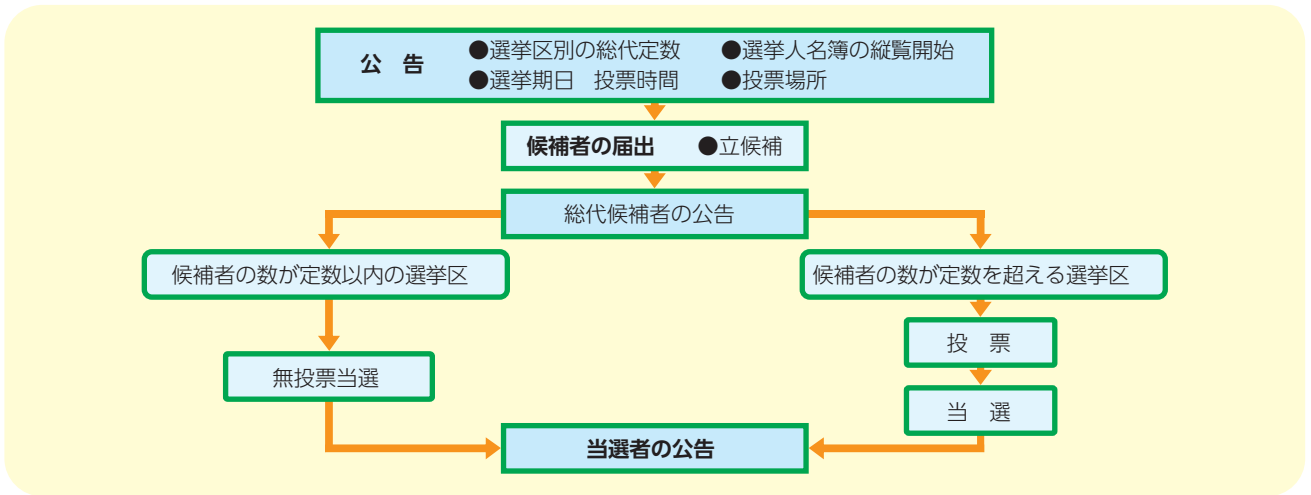 公　告　●選挙区別の総代定数　●選挙人名簿の縦覧開始
●選挙期日　投票時間　●投票場所
候補者の届出　●立候補
総代候補者の公告
候補者の数が定数以内の選挙区
候補者の数が定数を超える選挙区
投　票
無投票当選
当　選
当選者の公告